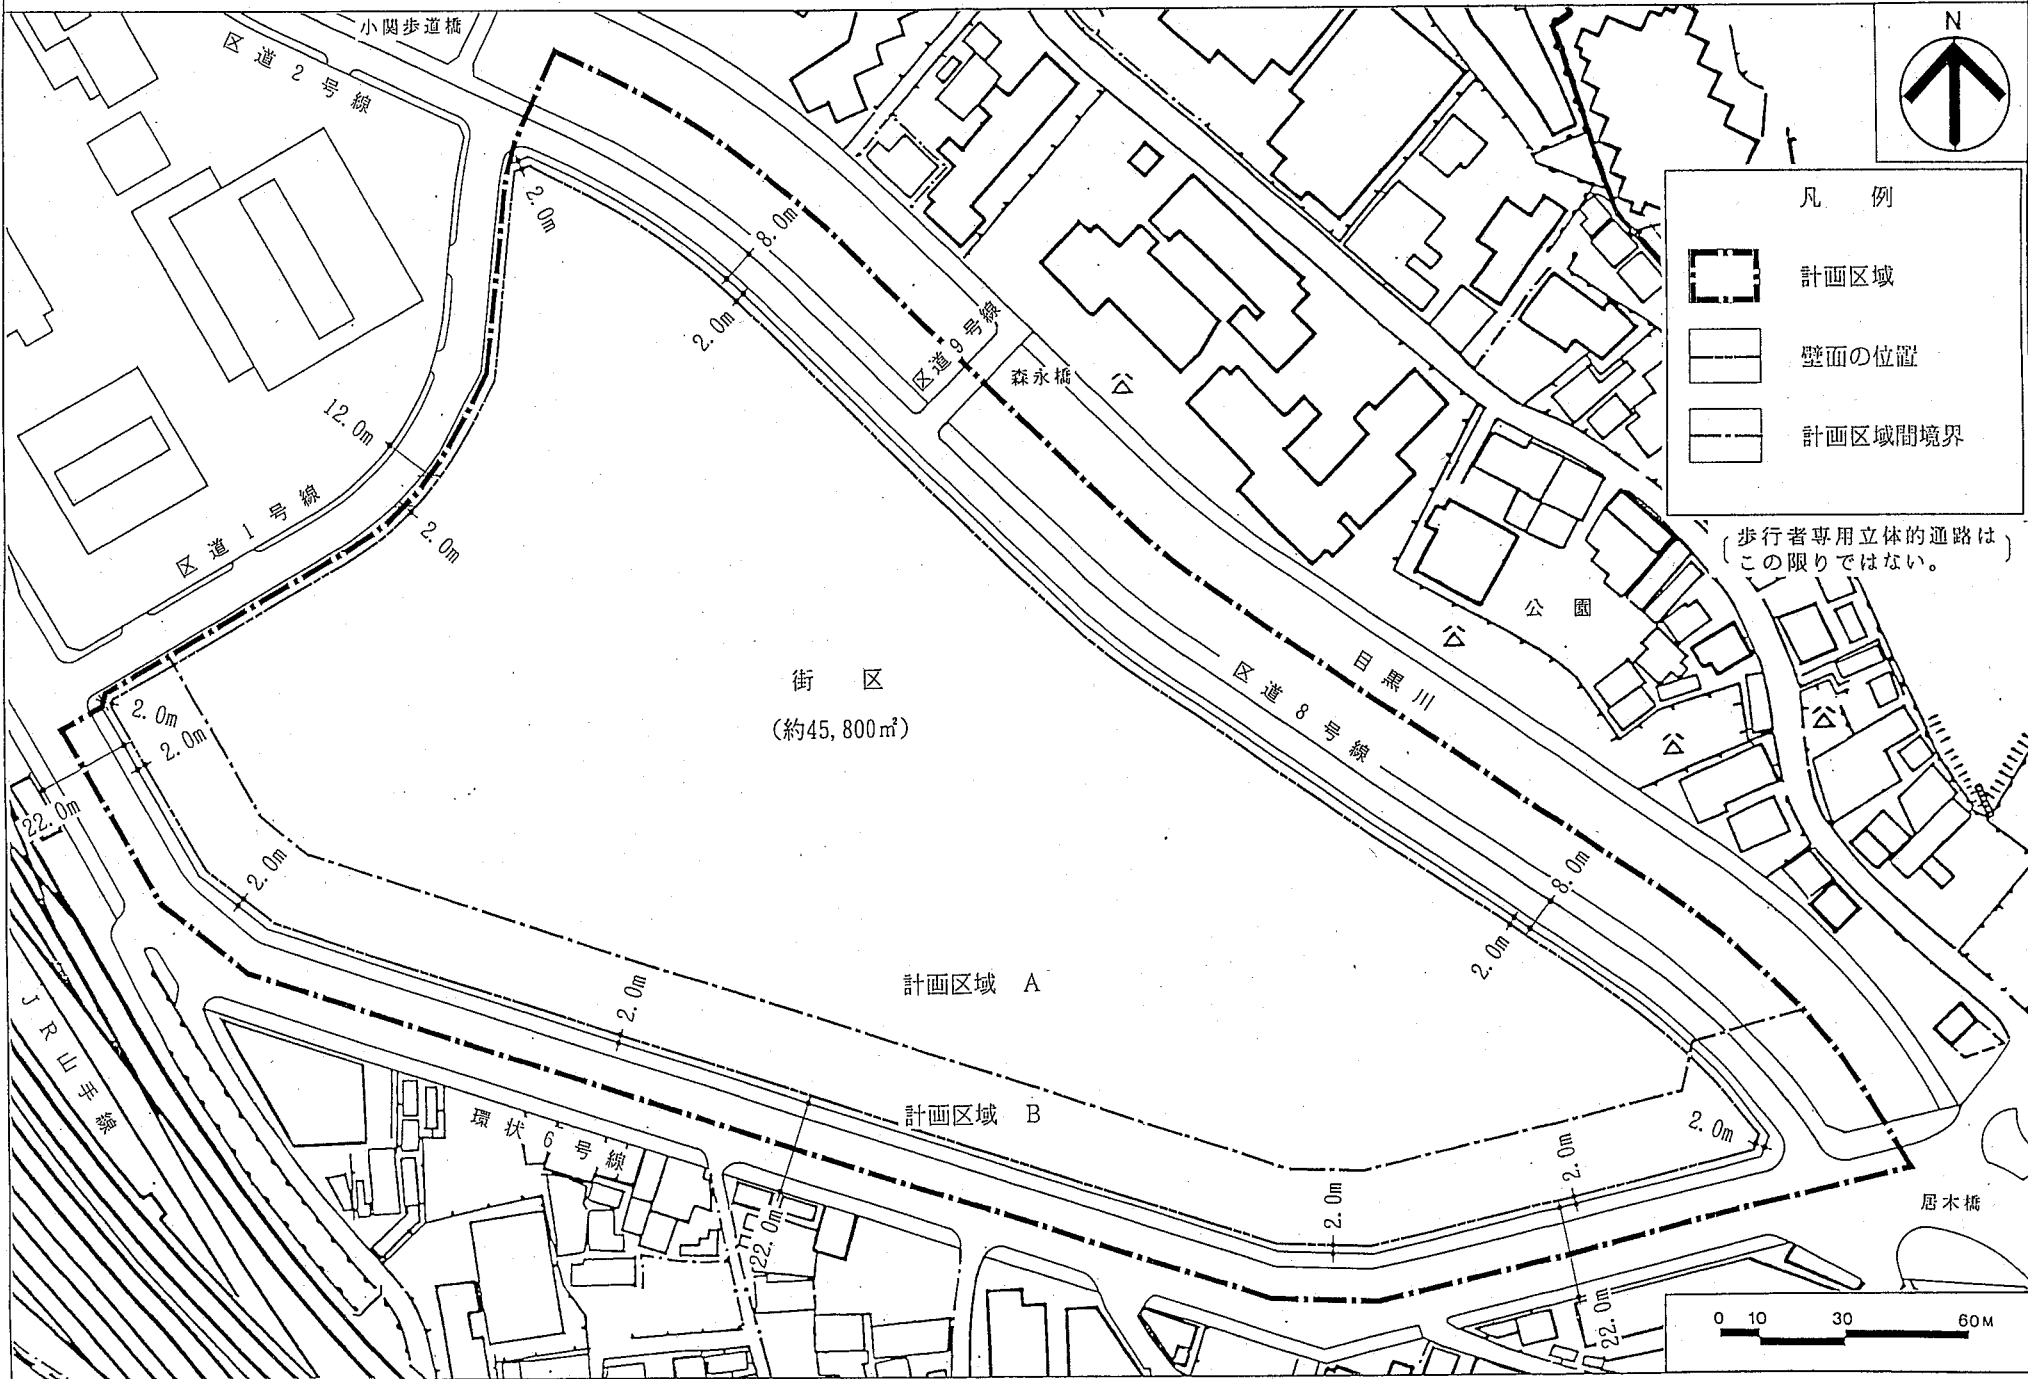 小関歩道橋
区道2号線
N
凡 例
計画区域
壁面の位置
計画区域間境界
歩行者専用立体的通路は
この限りではない。
2.0m
8.0m
2.0m
区道9号線
森永橋
12.0m
2.0m
区道1号線
公園
目黒川
区道8号線
街 区
(約45,800㎡)
2.0m
2.0m
22.0m
2.0m
8.0m
2.0m
計画区域 A
2.0m
JR山手線
計画区域 B
環状6号線
2.0m
2.0m
2.0m
22.0m
居木橋
22.0m
0 10 30 60M